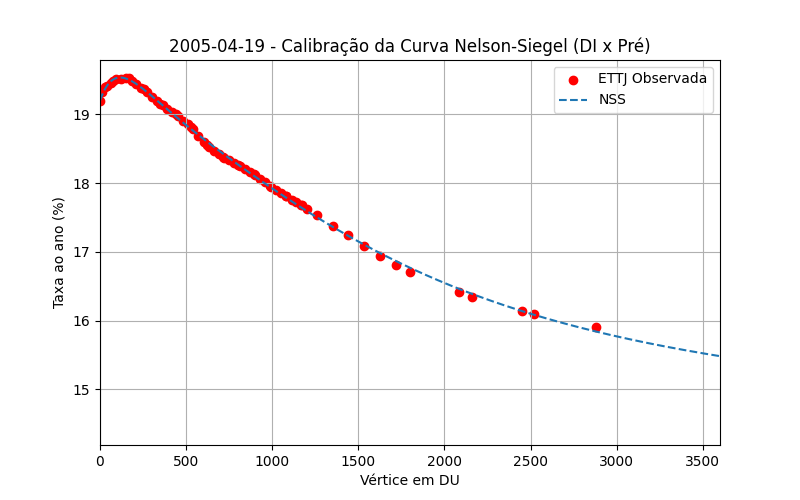 2005-04-19 - Calibração da Curva Nelson-Siegel (DI x Pré)
ETTJ Observada
NSS
Taxa ao ano (%)
19
18
17
16
15
0 500 1000 1500 2000 2500 3000 3500
Vértice em DU